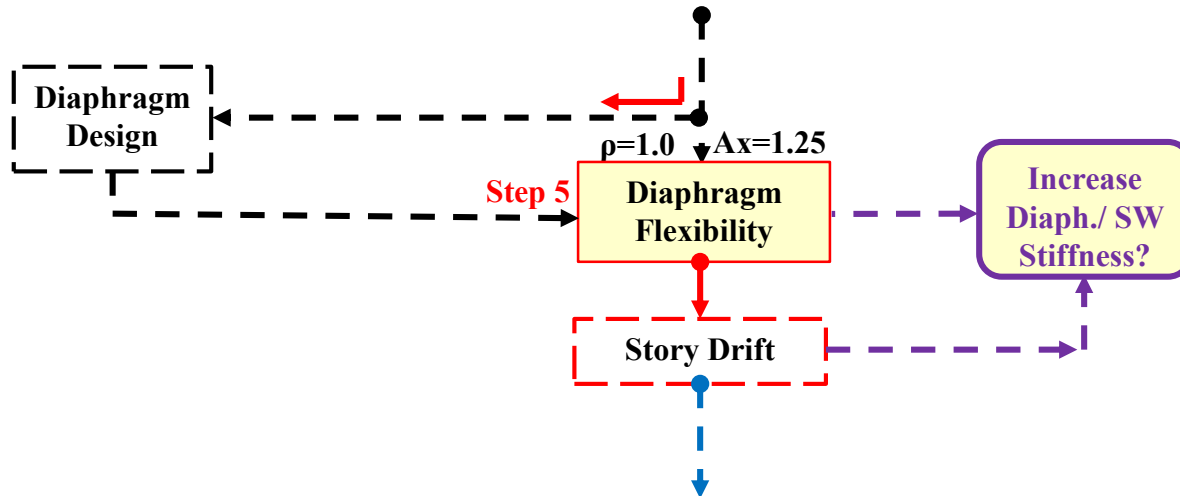 Diaphragm
Design
ρ=1.0
Ax=1.25
Step 5
Diaphragm
Flexibility
Increase
Diaph./ SW
Stiffness?
Story Drift